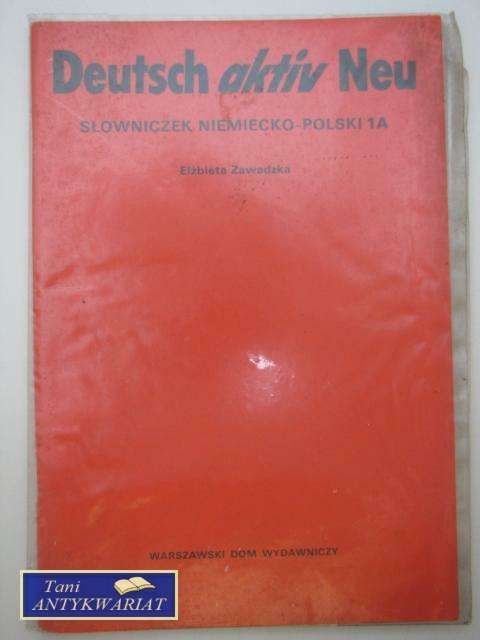 Deutsch aktiv Neu
SŁOWNICZEK NIEMIECKO-POLSKI 1A
Elżbieta Zawadzka
WARSZAWSKI DOM WYDAWNICZY
Tani
ANTYKWARIAT